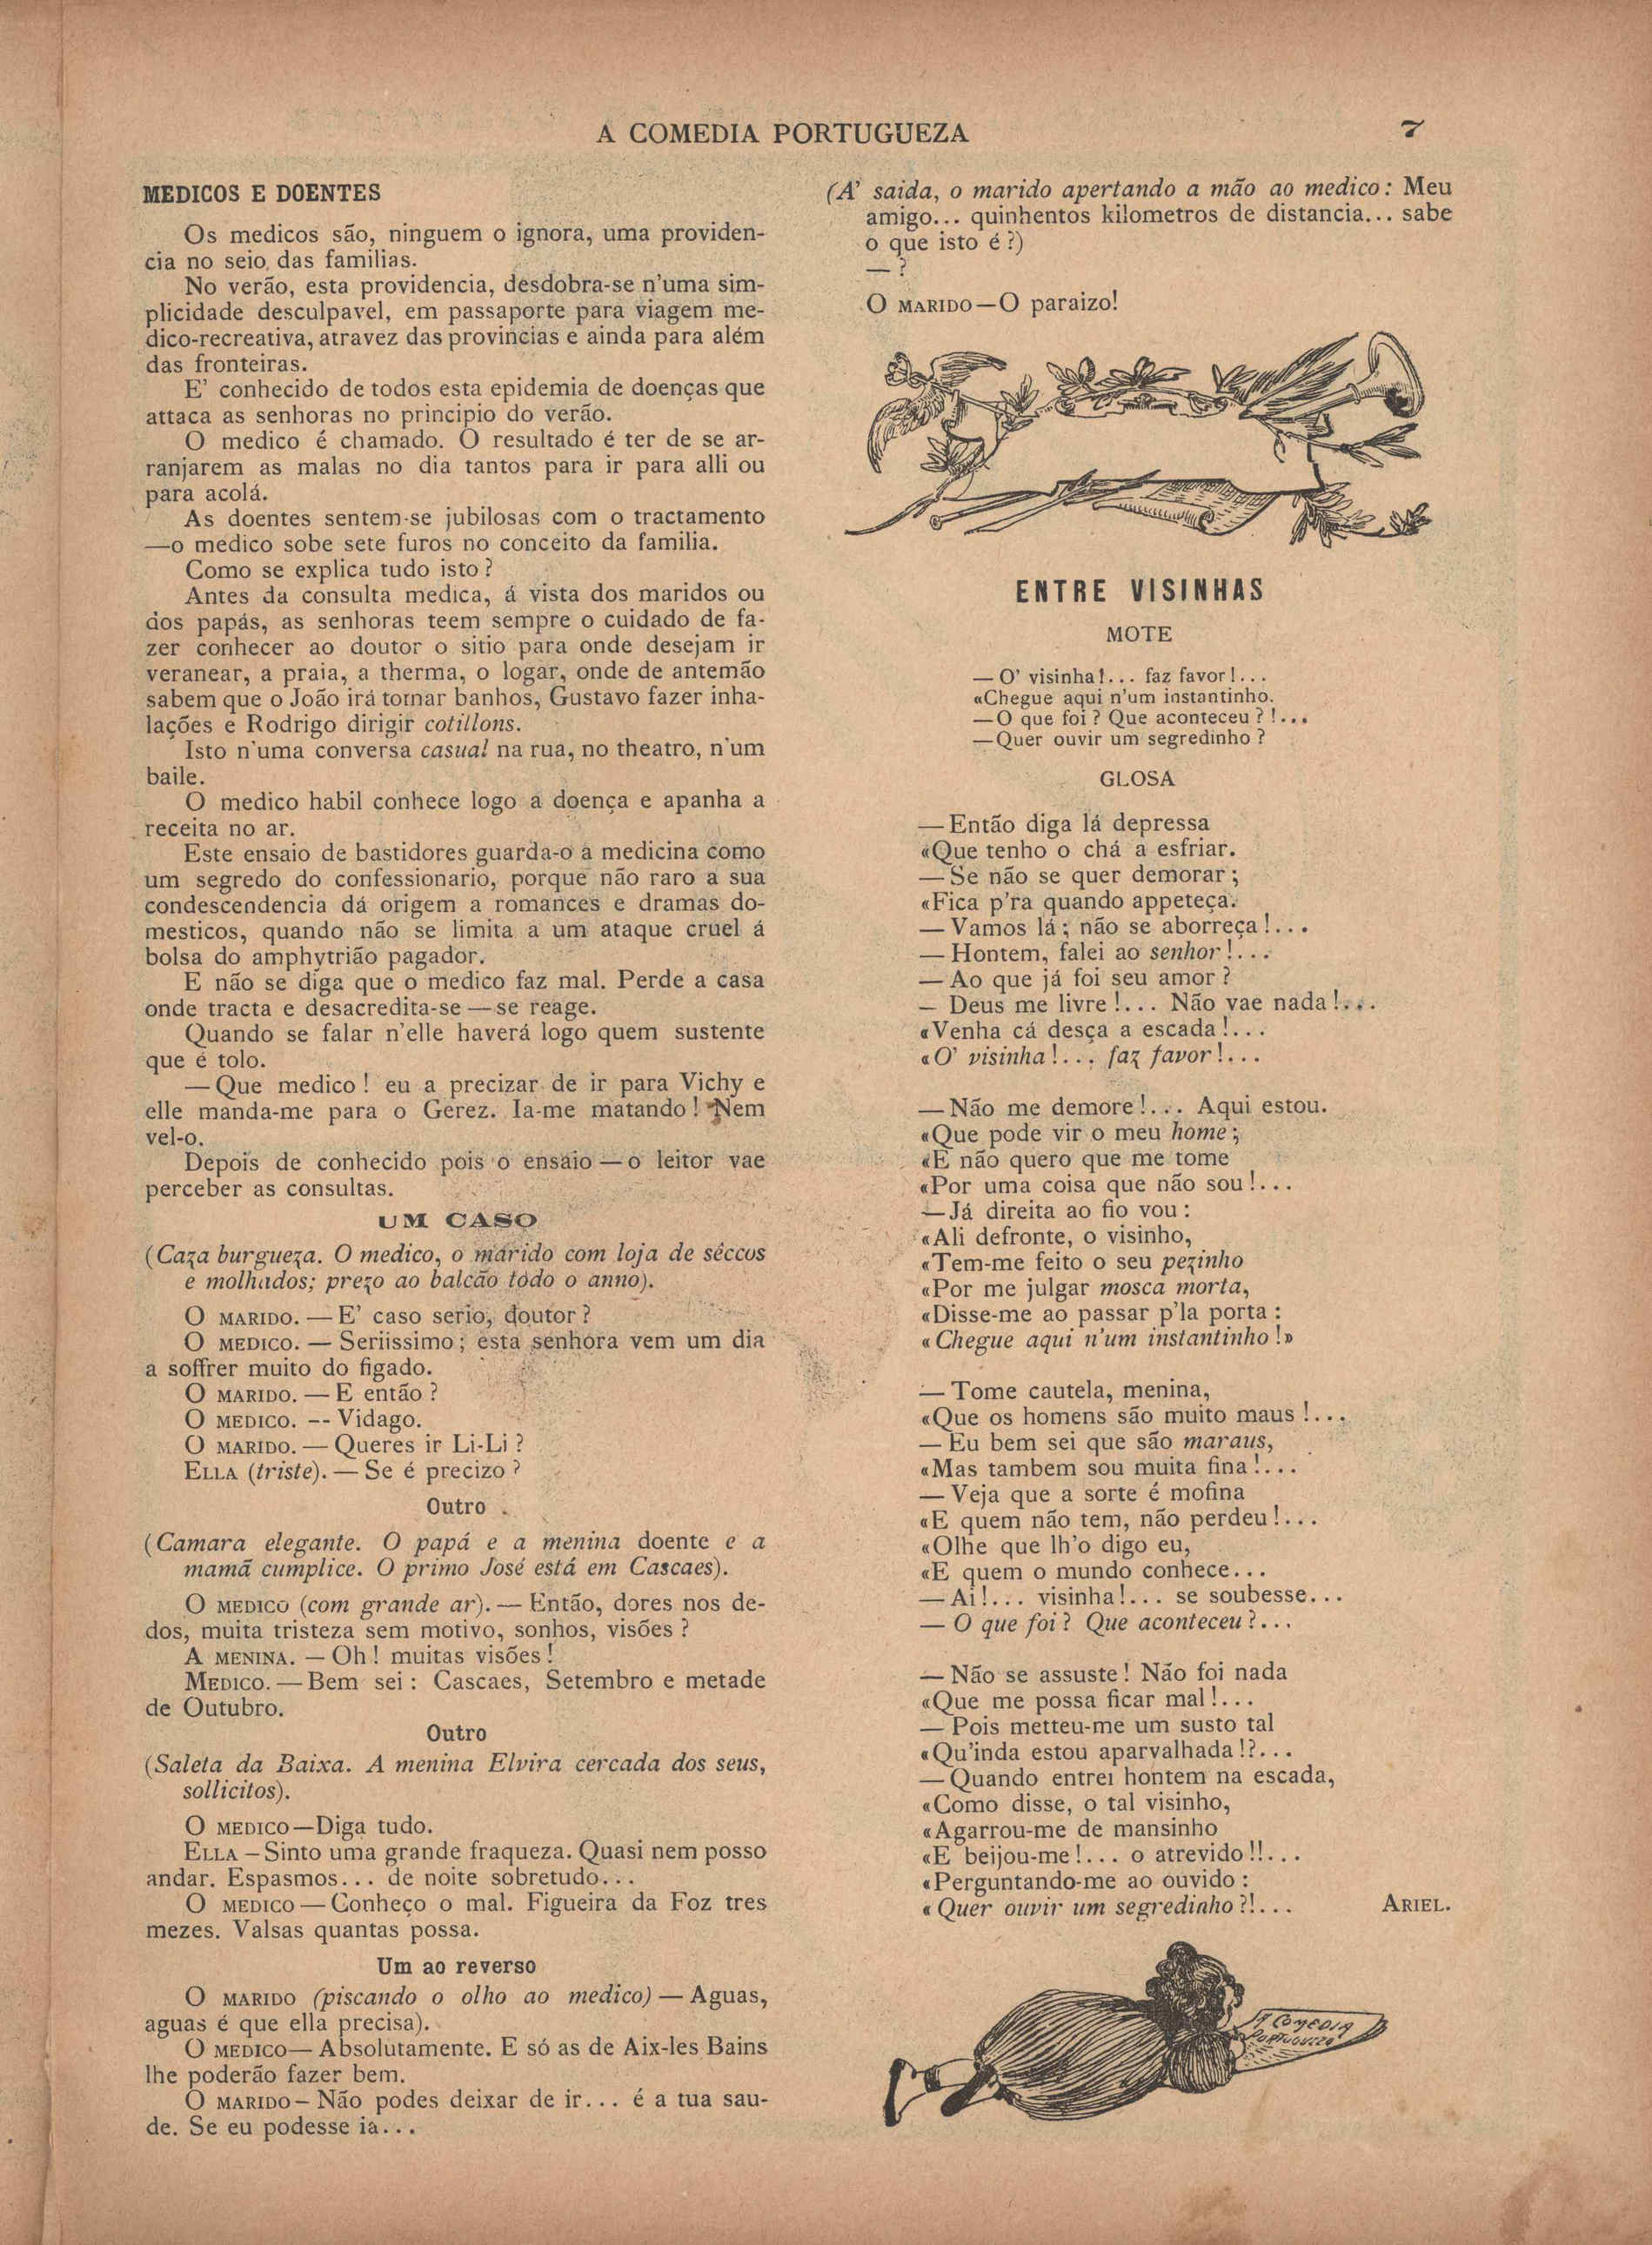 A COMEDIA PORTUGUEZA
7
MEDICOS E DOENTES
Os medicos são, ninguem o ignora, uma providen-
cia no seio das familias.
No verão, esta providencia, desdobra-se n'uma sim-
plicidade desculpavel, em passaporte para viagem me-
dico-recreativa, atravez das provincias e ainda para além
das fronteiras.
E' conhecido de todos esta epidemia de doenças que
attaca as senhoras no principio do verão.
O medico é chamado. O resultado é ter de se ar-
ranjarem as malas no dia tantos para ir para alli ou
para acolá.
As doentes sentem-se jubilosas com o tractamento
—o medico sobe sete furos no conceito da familia.
Como se explica tudo isto?
Antes da consulta medica, á vista dos maridos ou
dos papás, as senhoras teem sempre o cuidado de fa-
zer conhecer ao doutor o sitio para onde desejam ir
veranear, a praia, a therma, o logar, onde de antemão
sabem que o João irá tomar banhos, Gustavo fazer inha-
lações e Rodrigo dirigir cotillons.
Isto n'uma conversa casual na rua, no theatro, n'um
baile.
O medico habil conhece logo a doença e apanha a
receita no ar.
Este ensaio de bastidores guarda-o a medicina como
um segredo do confessionario, porque não raro a sua
condescendencia dá origem a romances e dramas do-
mesticos, quando não se limita a um ataque cruel á
bolsa do amphytrião pagador.
E não se diga que o medico faz mal. Perde a casa
onde tracta e desacredita-se — se reage.
Quando se falar n'elle haverá logo quem sustente
que é tolo.
— Que medico! eu a precizar de ir para Vichy e
elle manda-me para o Gerez. Ia-me matando! Nem
vel-o.
Depois de conhecido pois o ensaio — o leitor vae
perceber as consultas.
UM CASO
(Caza burgueza. O medico, o marido com loja de sêccos
e molhados; prezo ao balcão todo o anno).
O MARIDO. — E' caso serio, doutor?
O MEDICO. — Seriissimo; esta senhora vem um dia
a soffrer muito do figado.
O MARIDO. — E então?
O MEDICO. -- Vidago.
O MARIDO. — Queres ir Li-Li?
ELLA (triste). — Se é precizo?
Outro
(Camara elegante. O papá e a menina doente e a
mamã cumplice. O primo José está em Cascaes).
O MEDICO (com grande ar). — Então, dores nos de-
dos, muita tristeza sem motivo, sonhos, visões?
A MENINA. — Oh! muitas visões!
MEDICO. — Bem sei: Cascaes, Setembro e metade
de Outubro.
Outro
(Saleta da Baixa. A menina Elvira cercada dos seus,
sollicitos).
O MEDICO—Diga tudo.
ELLA — Sinto uma grande fraqueza. Quasi nem posso
andar. Espasmos... de noite sobretudo...
O MEDICO — Conheço o mal. Figueira da Foz tres
mezes. Valsas quantas possa.
Um ao reverso
O MARIDO (piscando o olho ao medico) — Aguas,
aguas é que ella precisa).
O MEDICO— Absolutamente. E só as de Aix-les Bains
lhe poderão fazer bem.
O MARIDO — Não podes deixar de ir... é a tua sau-
de. Se eu podesse ia...
(A' saida, o marido apertando a mão ao medico: Meu
amigo... quinhentos kilometros de distancia... sabe
o que isto é?)
— ?
O MARIDO — O paraizo!
ENTRE VISINHAS
MOTE
— O' visinha!... faz favor!...
«Chegue aqui n'um instantinho.
—O que foi? Que aconteceu?!...
—Quer ouvir um segredinho?
GLOSA
— Então diga lá depressa
«Que tenho o chá a esfriar.
— Se não se quer demorar;
«Fica p'ra quando appeteça.
— Vamos lá; não se aborreça!...
— Hontem, falei ao senhor!...
— Ao que já foi seu amor?
— Deus me livre!... Não vae nada!...
«Venha cá desça a escada!...
«O' visinha!... faz favor!...
— Não me demore!... Aqui estou.
«Que pode vir o meu home;
«E não quero que me tome
«Por uma coisa que não sou!...
— Já direita ao fio vou:
«Ali defronte, o visinho,
«Tem-me feito o seu pezinho
«Por me julgar mosca morta,
«Disse-me ao passar p'la porta:
«Chegue aqui n'um instantinho!»
— Tome cautela, menina,
«Que os homens são muito maus!...
— Eu bem sei que são maraus,
«Mas tambem sou muita fina!...
— Veja que a sorte é mofina
«E quem não tem, não perdeu!...
«Olhe que lh'o digo eu,
«E quem o mundo conhece...
— Ai!... visinha!... se soubesse...
— O que foi? Que aconteceu?...
— Não se assuste! Não foi nada
«Que me possa ficar mal!...
— Pois metteu-me um susto tal
«Qu'inda estou aparvalhada!?...
— Quando entrei hontem na escada,
«Como disse, o tal visinho,
«Agarrou-me de mansinho
«E beijou-me!... o atrevido!!...
«Perguntando-me ao ouvido:
«Quer ouvir um segredinho?!...
ARIEL.
A COMEDIA
PORTUGUEZA